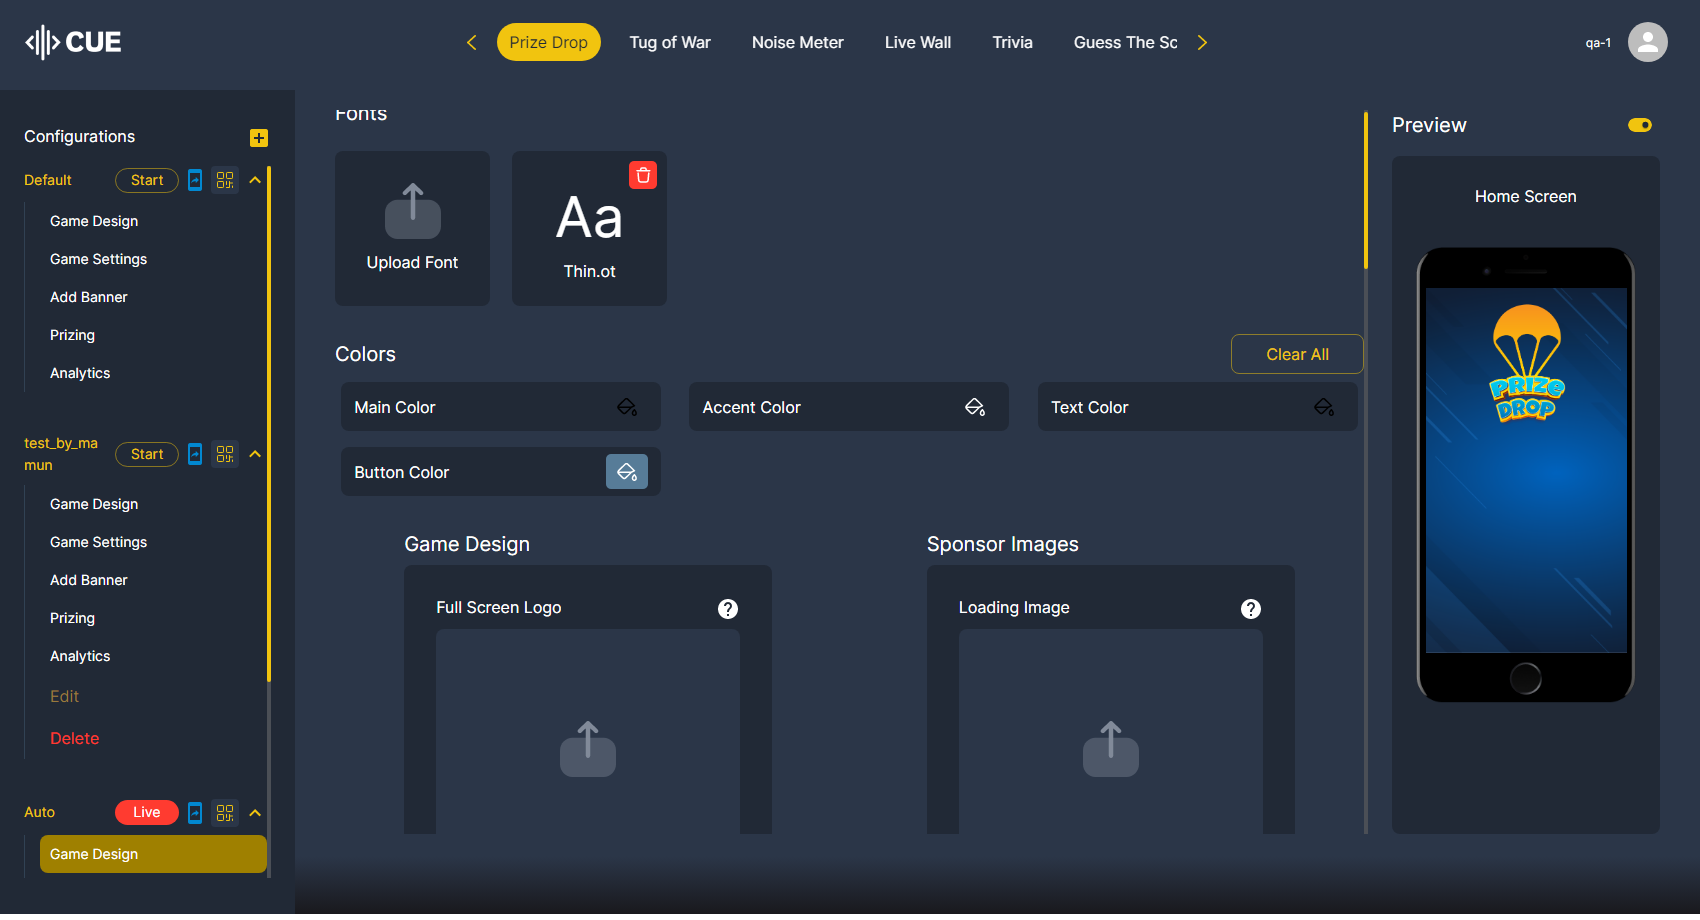 CUE
Prize Drop
Tug of War
Noise Meter
Live Wall
Trivia
Guess The Sc
qa-1
Configurations
Default
Start
Game Design
Game Settings
Add Banner
Prizing
Analytics
test_by_ma
mun
Start
Game Design
Game Settings
Add Banner
Prizing
Analytics
Edit
Delete
Auto
Live
Game Design
Fonts
Upload Font
Aa
Thin.ot
Colors
Clear All
Main Color
Accent Color
Text Color
Button Color
Game Design
Full Screen Logo
?
Sponsor Images
Loading Image
?
Preview
Home Screen
PRIZE
DROP